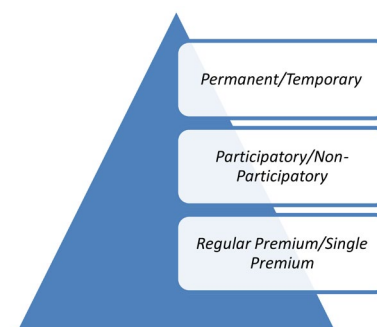 Permanent/Temporary
Participatory/Non-
Participatory
Regular Premium/Single
Premium